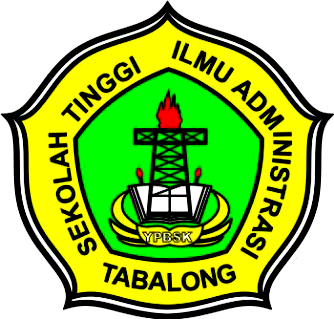 SEKOLAH TINGGI ILMU ADMINISTRASI
TABALONG
YPBSK